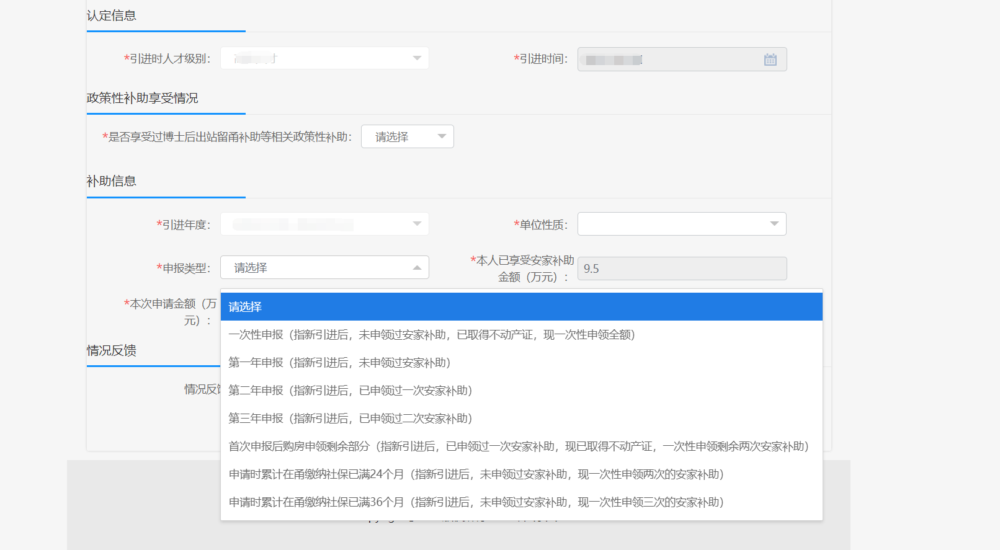 认定信息
*引进时人才级别：
*引进时间：
政策性补助享受情况
*是否享受过博士后出站留甬补助等相关政策性补助： 请选择
补助信息
*引进年度：
*单位性质：
*申报类型： 请选择
*本人已享受安家补助
金额（万元）： 9.5
*本次申请金额（万
元）：
请选择
一次性申报（指新引进后，未申领过安家补助，已取得不动产证，现一次性申领全额）
第一年申报（指新引进后，未申领过安家补助）
第二年申报（指新引进后，已申领过一次安家补助）
第三年申报（指新引进后，已申领过二次安家补助）
首次申报后购房申领剩余部分（指新引进后，已申领过一次安家补助，现已取得不动产证，一次性申领剩余两次安家补助）
申请时累计在甬缴纳社保已满24个月（指新引进后，未申领过安家补助，现一次性申领两次的安家补助）
申请时累计在甬缴纳社保已满36个月（指新引进后，未申领过安家补助，现一次性申领三次的安家补助）
情况反馈
情况反馈